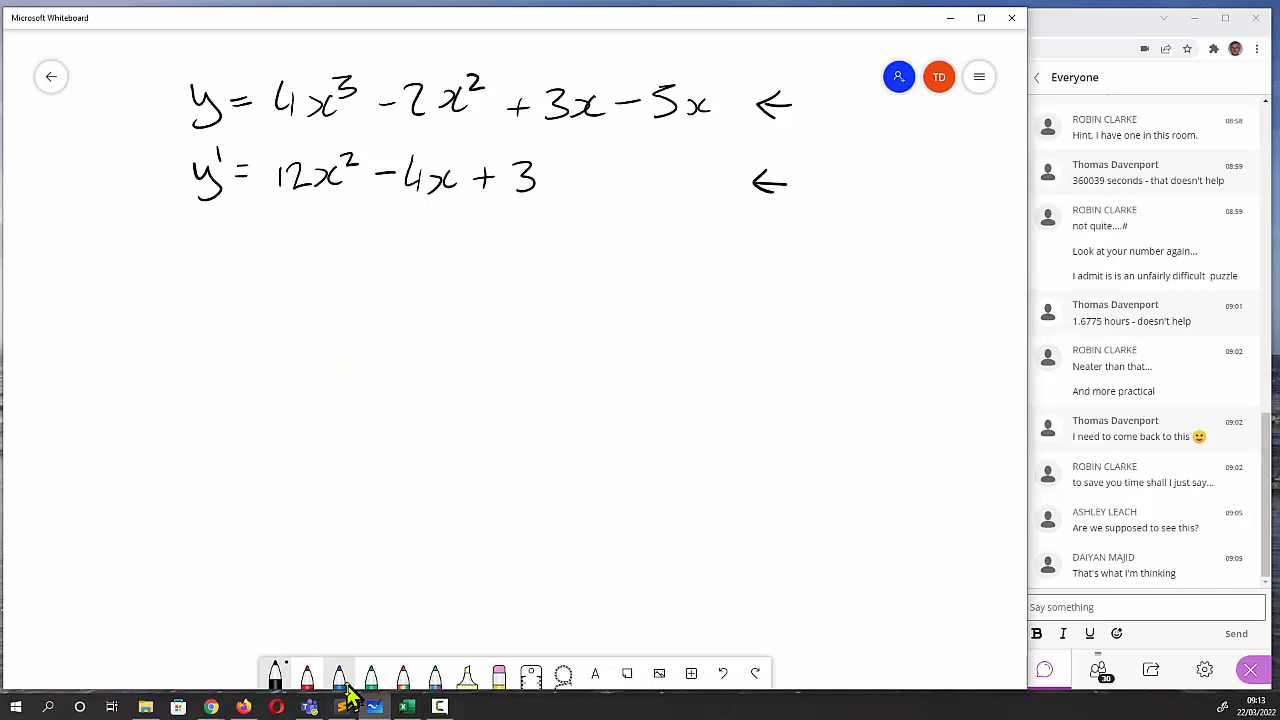 Microsoft Whiteboard
y = 4x³ - 2x² + 3x - 5x ←
y' = 12x² - 4x + 3 ←
TD
A
Everyone
ROBIN CLARKE 08:58
Hint, I have one in this room.
Thomas Davenport 08:59
360039 seconds - that doesn't help
ROBIN CLARKE 08:59
not quite....#
Look at your number again...
I admit is is an unfairly difficult puzzle
Thomas Davenport 09:01
1.6775 hours - doesn't help
ROBIN CLARKE 09:02
Neater than that...
And more practical
Thomas Davenport 09:02
I need to come back to this 🙂
ROBIN CLARKE 09:02
to save you time shall I just say...
ASHLEY LEACH 09:05
Are we supposed to see this?
DAIYAN MAJID 09:05
That's what I'm thinking
Say something
B I U Send
30
09:13
22/03/2022